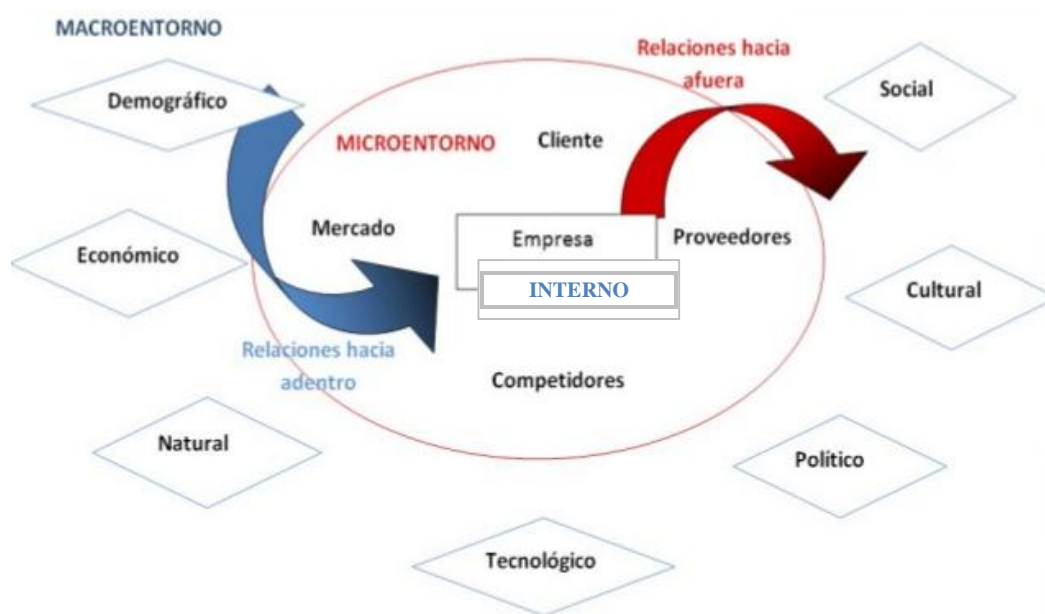 MACROENTORNO
Relaciones hacia
afuera
Demográfico
Social
MICROENTORNO
Cliente
Mercado
Empresa
Proveedores
Económico
INTERNO
Cultural
Relaciones hacia
adentro
Competidores
Natural
Político
Tecnológico